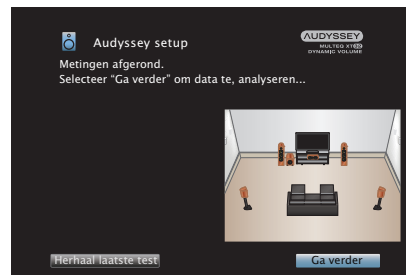 Audyssey setup
AUDYSSEY
MULTEQ XT32
DYNAMIC VOLUME
Metingen afgerond.
Selecteer “Ga verder” om data te, analyseren...
Herhaal laatste test
Ga verder